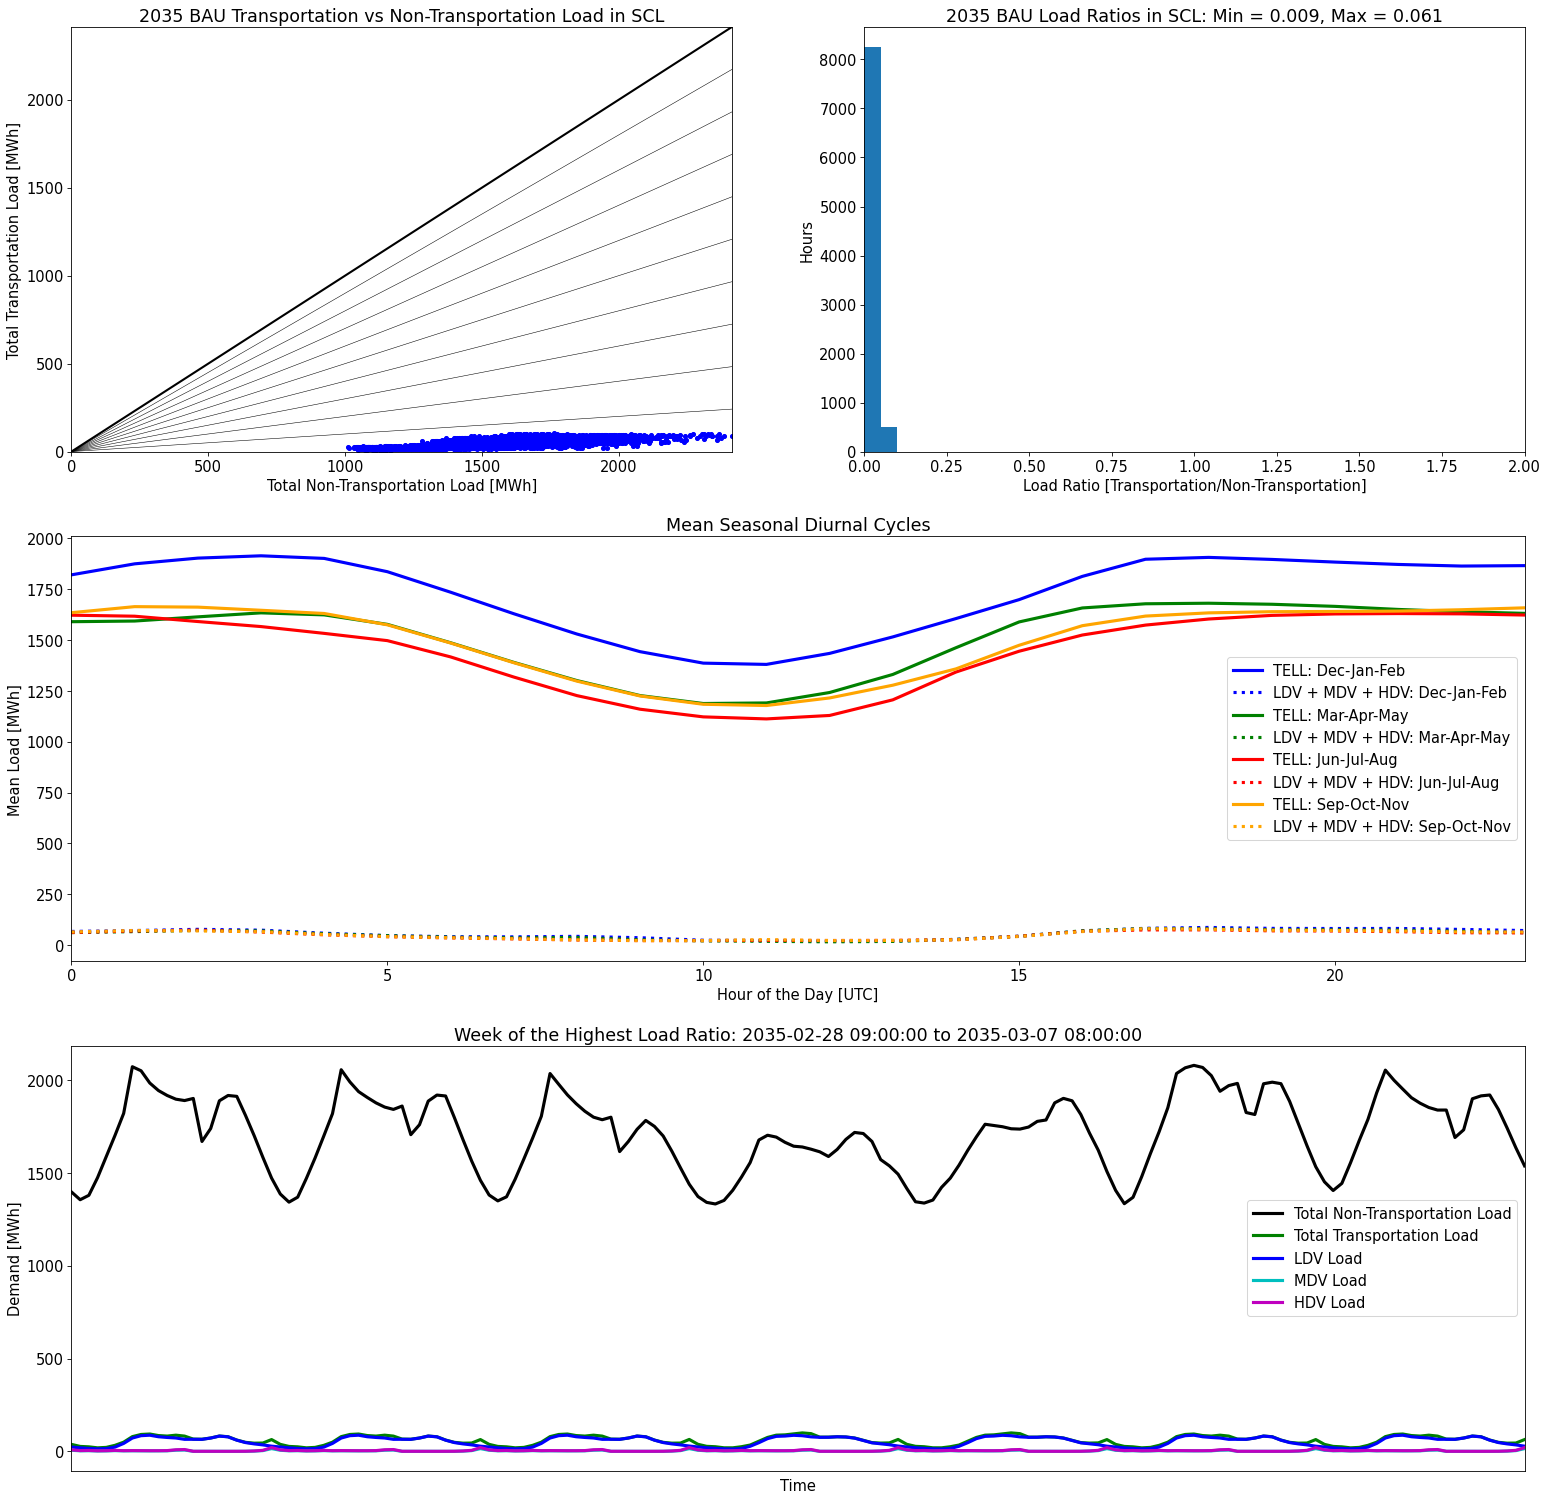 2035 BAU Transportation vs Non-Transportation Load in SCL
Total Transportation Load [MWh]
2000
1500
1000
500
0
0 500 1000 1500 2000
Total Non-Transportation Load [MWh]
2035 BAU Load Ratios in SCL: Min = 0.009, Max = 0.061
Hours
8000
7000
6000
5000
4000
3000
2000
1000
0
0.00 0.25 0.50 0.75 1.00 1.25 1.50 1.75 2.00
Load Ratio [Transportation/Non-Transportation]
Mean Seasonal Diurnal Cycles
Mean Load [MWh]
2000
1750
1500
1250
1000
750
500
250
0
TELL: Dec-Jan-Feb
LDV + MDV + HDV: Dec-Jan-Feb
TELL: Mar-Apr-May
LDV + MDV + HDV: Mar-Apr-May
TELL: Jun-Jul-Aug
LDV + MDV + HDV: Jun-Jul-Aug
TELL: Sep-Oct-Nov
LDV + MDV + HDV: Sep-Oct-Nov
0 5 10 15 20
Hour of the Day [UTC]
Week of the Highest Load Ratio: 2035-02-28 09:00:00 to 2035-03-07 08:00:00
Demand [MWh]
2000
1500
1000
500
0
Total Non-Transportation Load
Total Transportation Load
LDV Load
MDV Load
HDV Load
Time